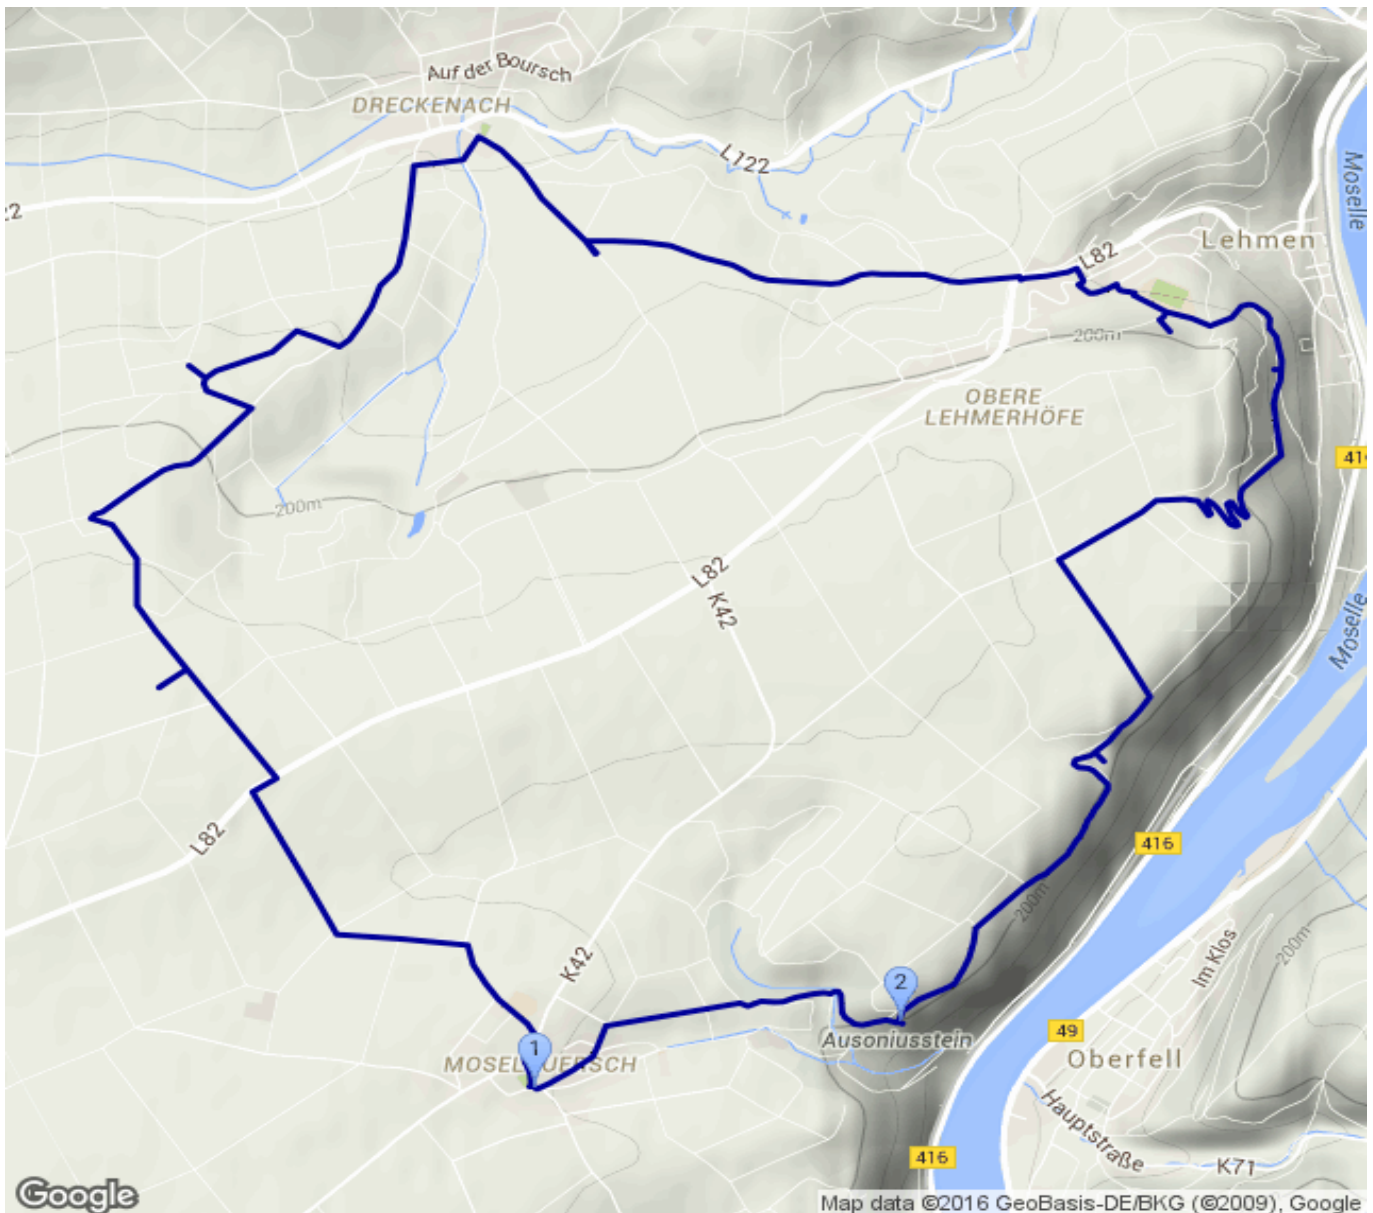 Auf der Boursch
DRECKENACH
L122
22
Moselle
Lehmen
L82
200m
OBERE
LEHMERHÖFE
41
200m
L82
K42
Moselle
L82
416
200m
Im Klos
200m
K42
2
49
Ausoniusstein
Oberfell
1
Hauptstraße
416
K71
Google
Map data ©2016 GeoBasis-DE/BKG (©2009), Google